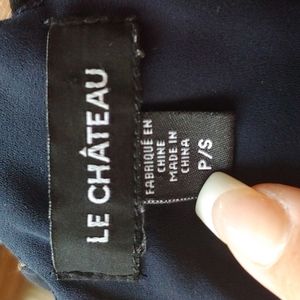 LE CHÂTEAU
FABRIQUÉ EN
CHINE
MADE IN
CHINA
P/S